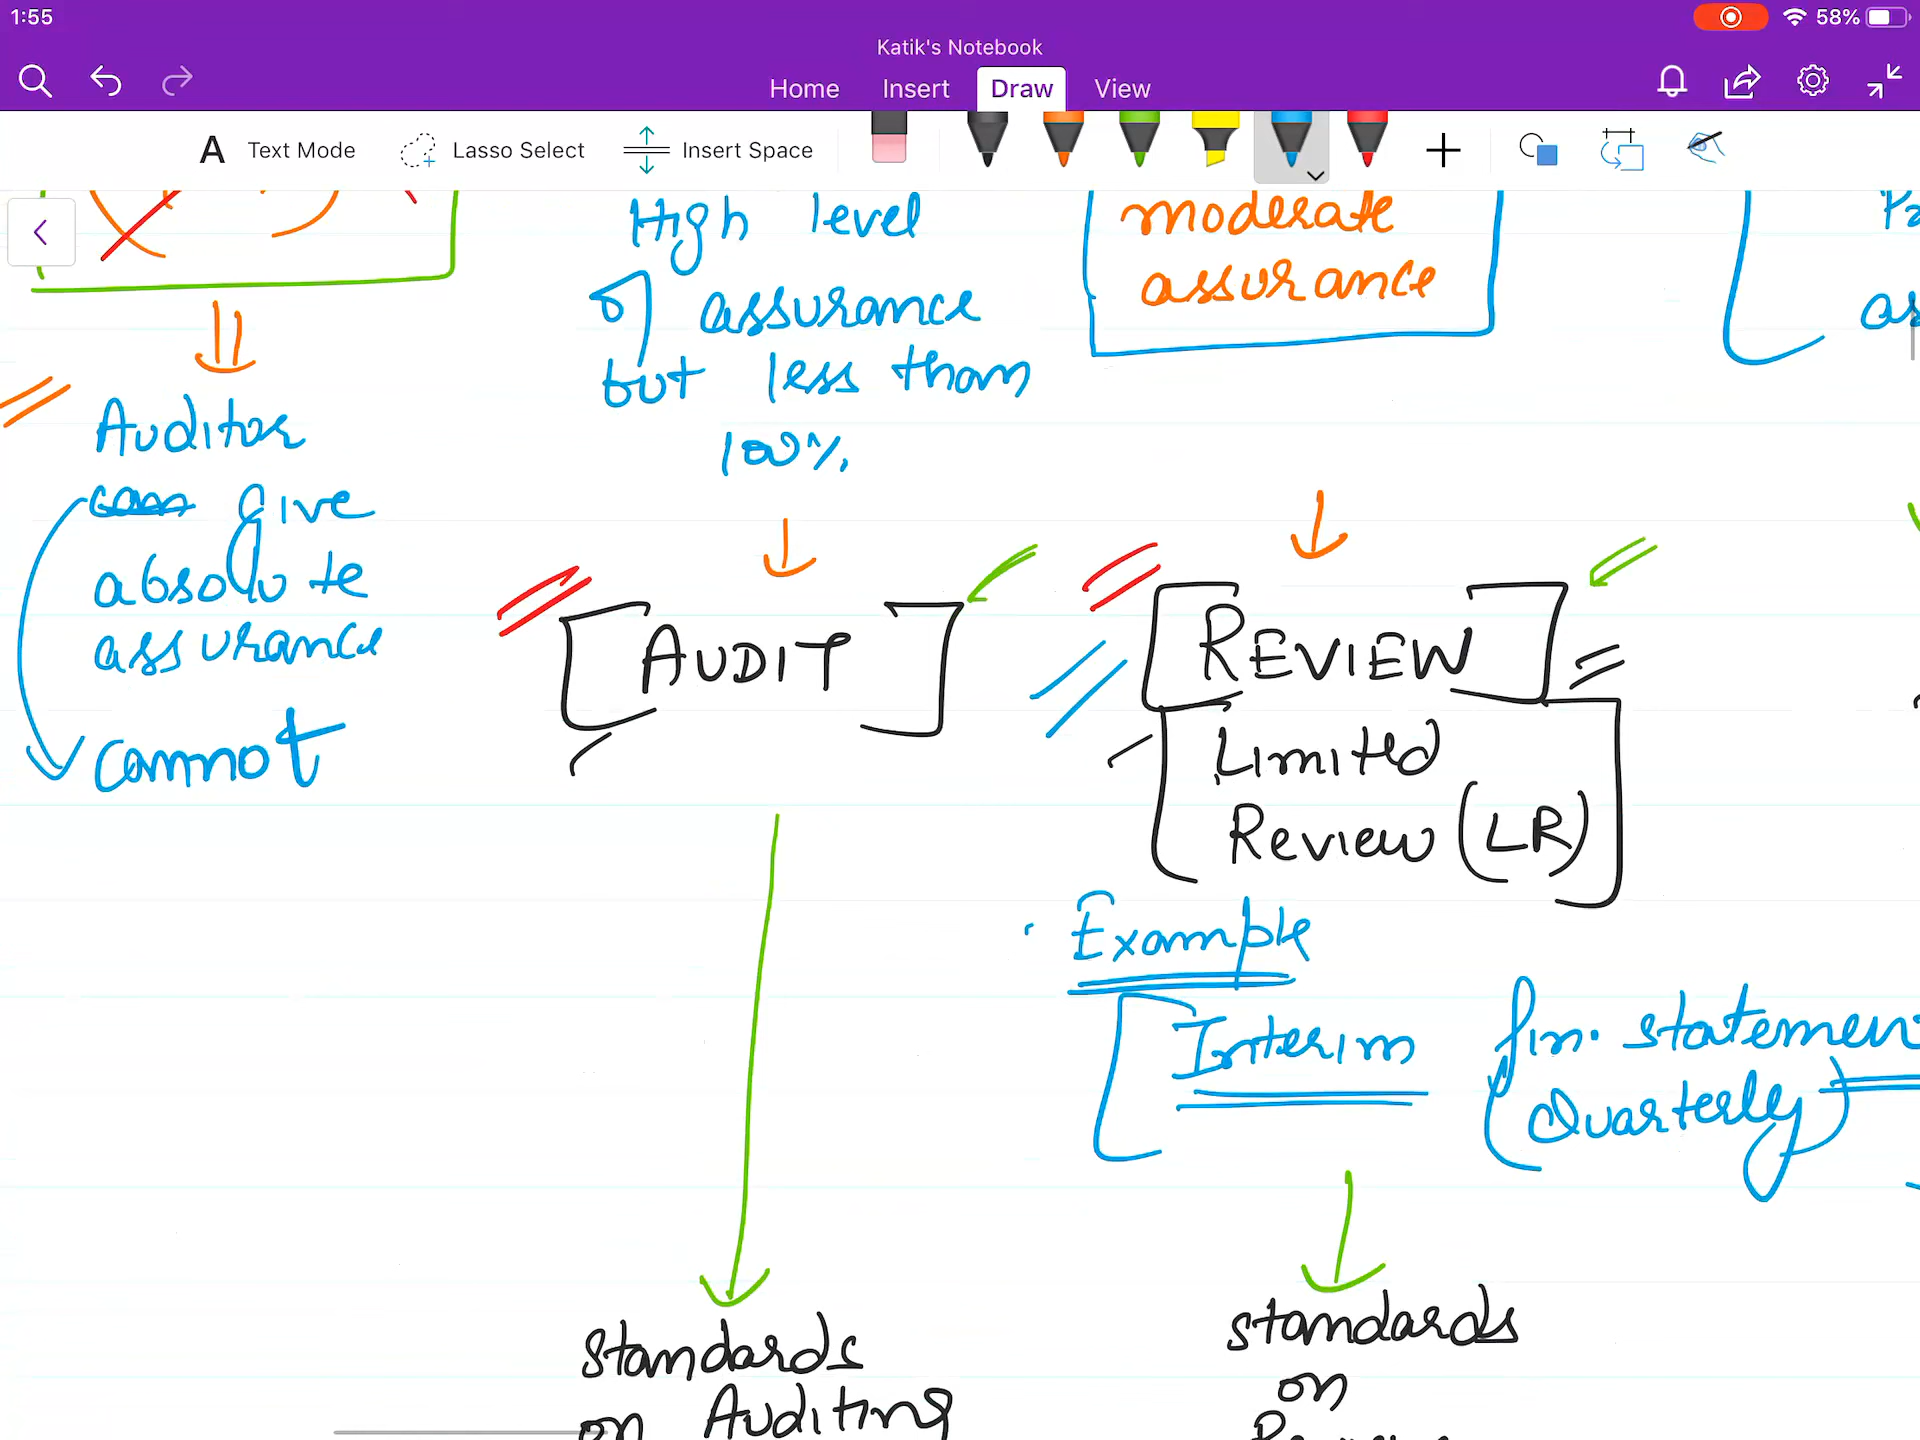 1:55
58%
Katik's Notebook
Home Insert Draw View
A Text Mode Lasso Select Insert Space
High level
of assurance
but less than
100%
moderate
assurance
Auditor
can give
absolute
assurance
cannot
AUDIT
REVIEW
Limited
Review (LR)
Example
Interim fin. statemen
(Quarterly)
standards
on Auditing
standards
on